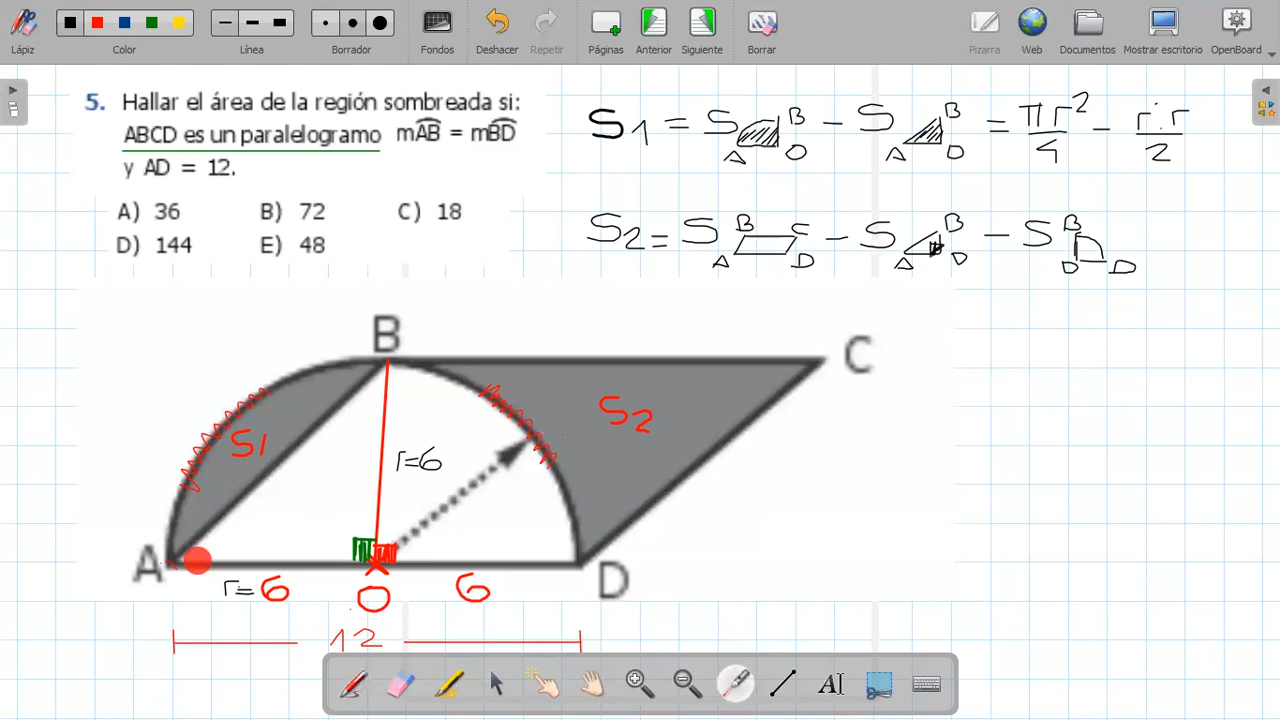 Lápiz
Color
Línea
Borrador
Fondos
Deshacer
Repetir
Páginas
Anterior
Siguiente
Borrar
Pizarra
Web
Documentos
Mostrar escritorio
OpenBoard
5. Hallar el área de la región sombreada si:
ABCD es un paralelogramo mAB = mBD
y AD = 12.
A) 36 B) 72 C) 18
D) 144 E) 48
S1 = S A B O - S A B O = πr²/4 - r.r/2
S2 = S A B C D - S A B O - S B O D
B
C
S1
S2
r=6
A
r= 6
O
6
D
12